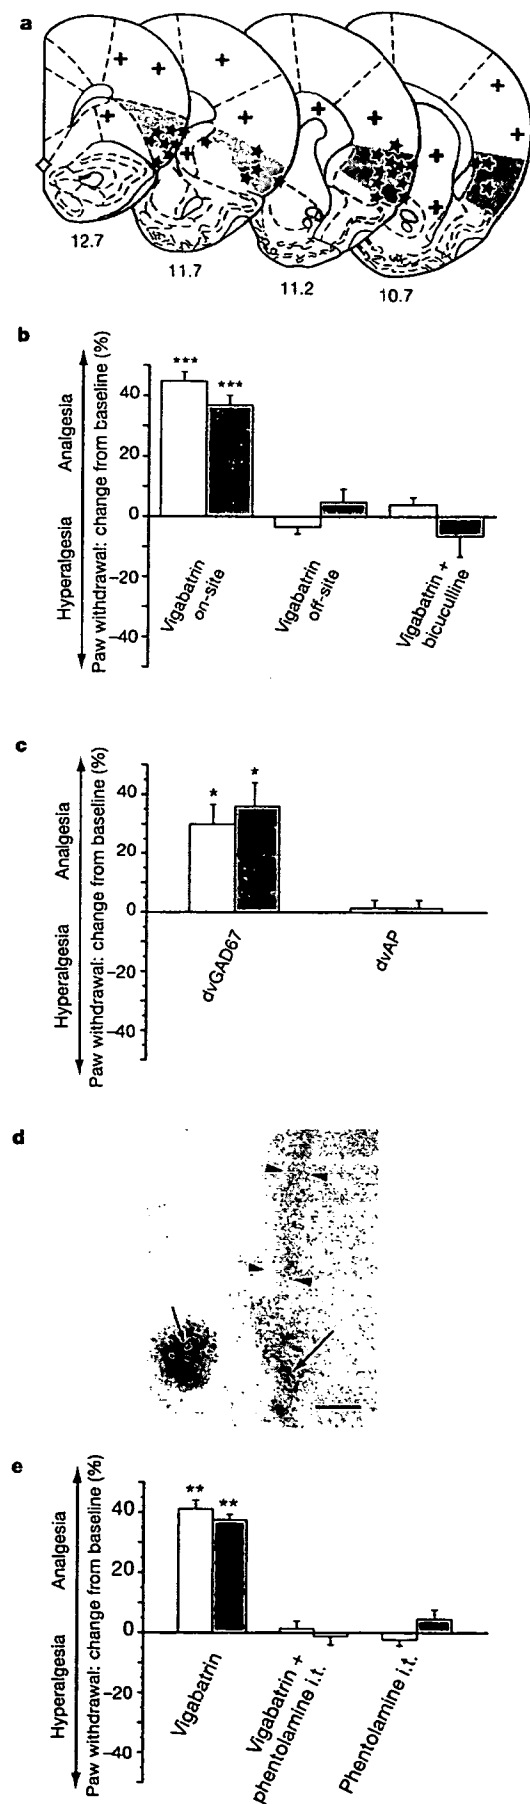 a
12.7
11.7
11.2
10.7
b
Analgesia
Hyperalgesia
Paw withdrawal: change from baseline (%)
40
20
0
−20
−40
***
***
Vigabatrin
on-site
Vigabatrin
off-site
Vigabatrin +
bicuculline
c
Analgesia
Hyperalgesia
Paw withdrawal: change from baseline (%)
40
20
0
−20
−40
*
*
dvGAD67
dvAP
d
e
Analgesia
Hyperalgesia
Paw withdrawal: change from baseline (%)
40
20
0
−20
−40
**
**
Vigabatrin
Vigabatrin +
phentolamine i.t.
Phentolamine i.t.